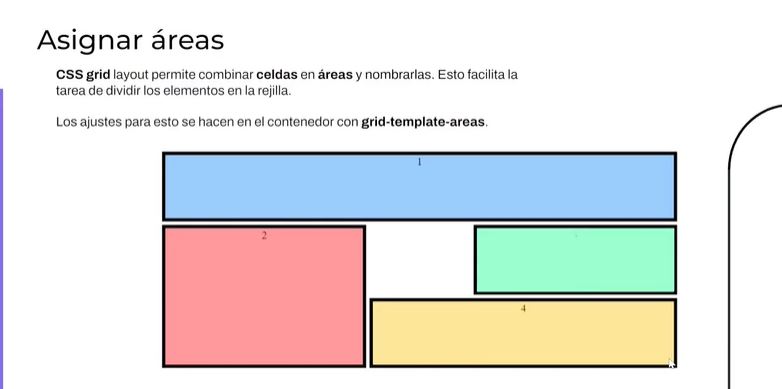 Asignar áreas
CSS grid layout permite combinar celdas en áreas y nombrarlas. Esto facilita la
tarea de dividir los elementos en la rejilla.
Los ajustes para esto se hacen en el contenedor con grid-template-areas.
1
2
4